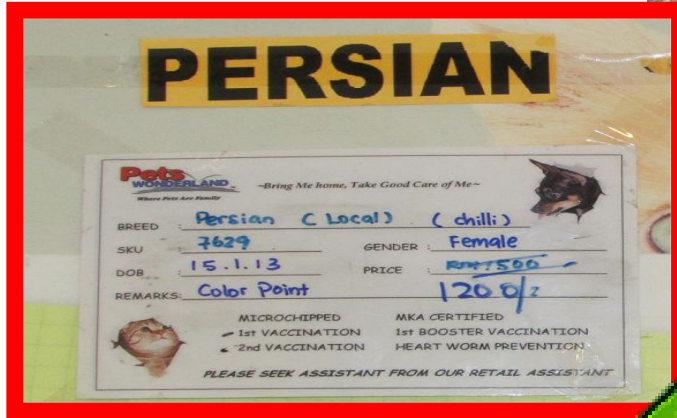 PERSIAN
Pets WONDERLAND
Where Pets Are Family
~Bring Me home, Take Good Care of Me~
BREED : Persian (Local) (chilli)
SKU : 7629 GENDER : Female
DOB : 15.1.13 PRICE :
REMARKS: Color Point 1200/
MICROCHIPPED MKA CERTIFIED
1st VACCINATION 1st BOOSTER VACCINATION
2nd VACCINATION HEART WORM PREVENTION
PLEASE SEEK ASSISTANT FROM OUR RETAIL ASSISTANT